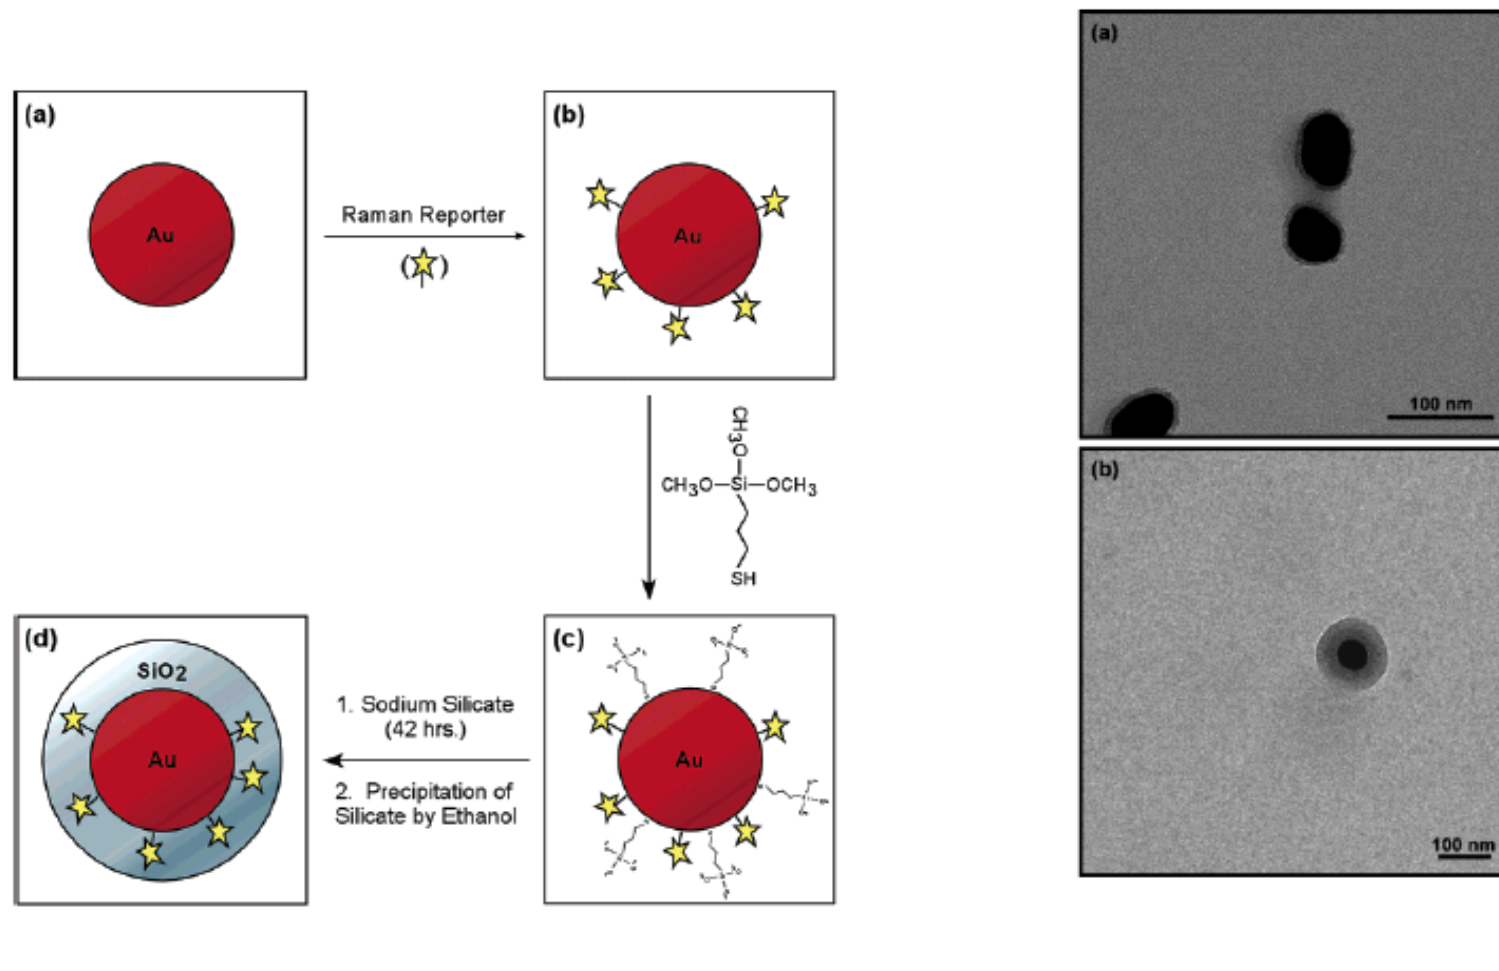 (a)
Au
Raman Reporter
(b)
Au
CH3O
CH3O—Si—OCH3
SH
(c)
Au
1. Sodium Silicate
(42 hrs.)
2. Precipitation of
Silicate by Ethanol
(d)
SiO2
Au
(a)
100 nm
(b)
100 nm